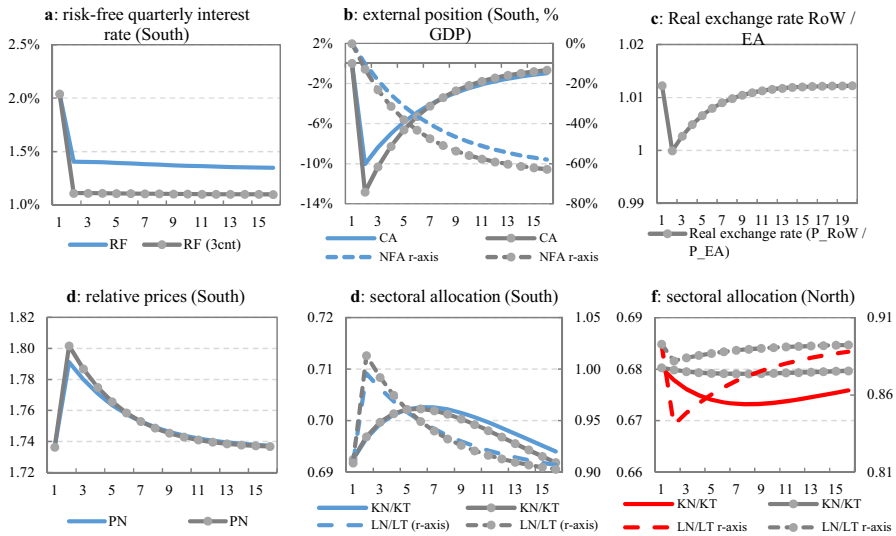 a: risk-free quarterly interest
rate (South)
2.5%
2.0%
1.5%
1.0%
1 3 5 7 9 11 13 15
RF RF (3cnt)
b: external position (South, %
GDP)
2% 0%
-2% -20%
-6% -40%
-10% -60%
-14% -80%
1 3 5 7 9 11 13 15
CA CA
NFA r-axis NFA r-axis
c: Real exchange rate RoW /
EA
1.02
1.01
1
0.99
1 3 5 7 9 11 13 15 17 19
Real exchange rate (P_RoW /
P_EA)
d: relative prices (South)
1.82
1.80
1.78
1.76
1.74
1.72
1 3 5 7 9 11 13 15
PN PN
d: sectoral allocation (South)
0.72 1.05
0.71 1.00
0.70 0.95
0.69 0.90
1 3 5 7 9 11 13 15
KN/KT KN/KT
LN/LT (r-axis) LN/LT (r-axis)
f: sectoral allocation (North)
0.69 0.91
0.68 0.86
0.67
0.66 0.81
1 3 5 7 9 11 13 15
KN/KT KN/KT
LN/LT r-axis LN/LT r-axis